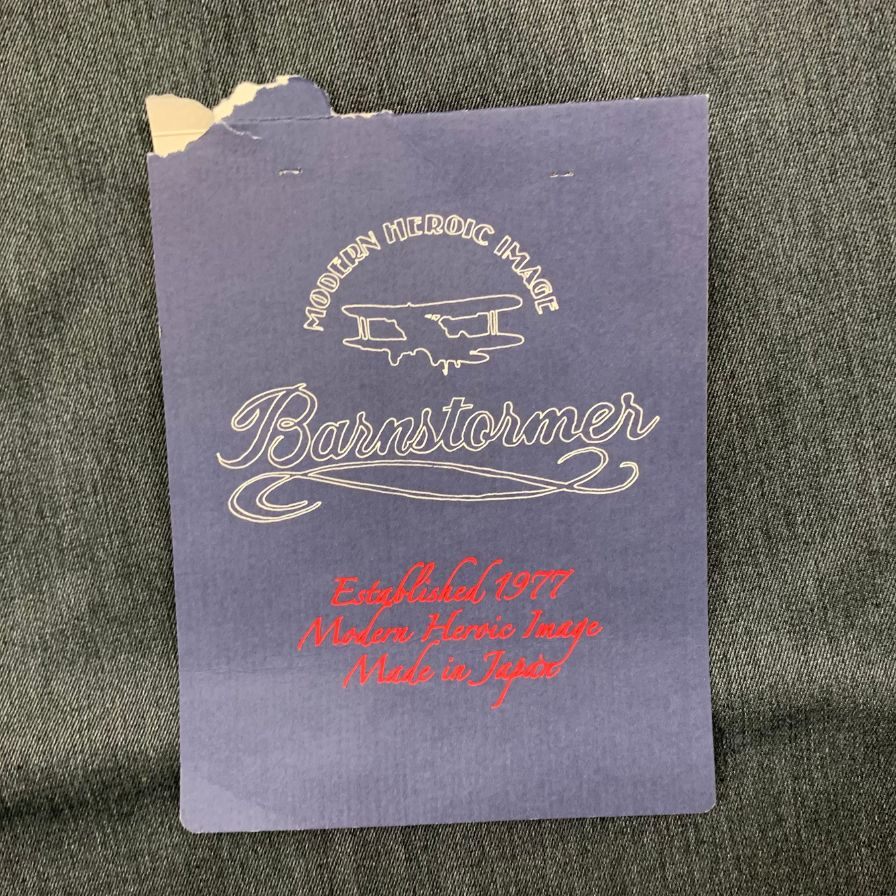 MODERN HEROIC IMAGE
Barnstormer
Established 1977
Modern Heroic Image
Made in Japan